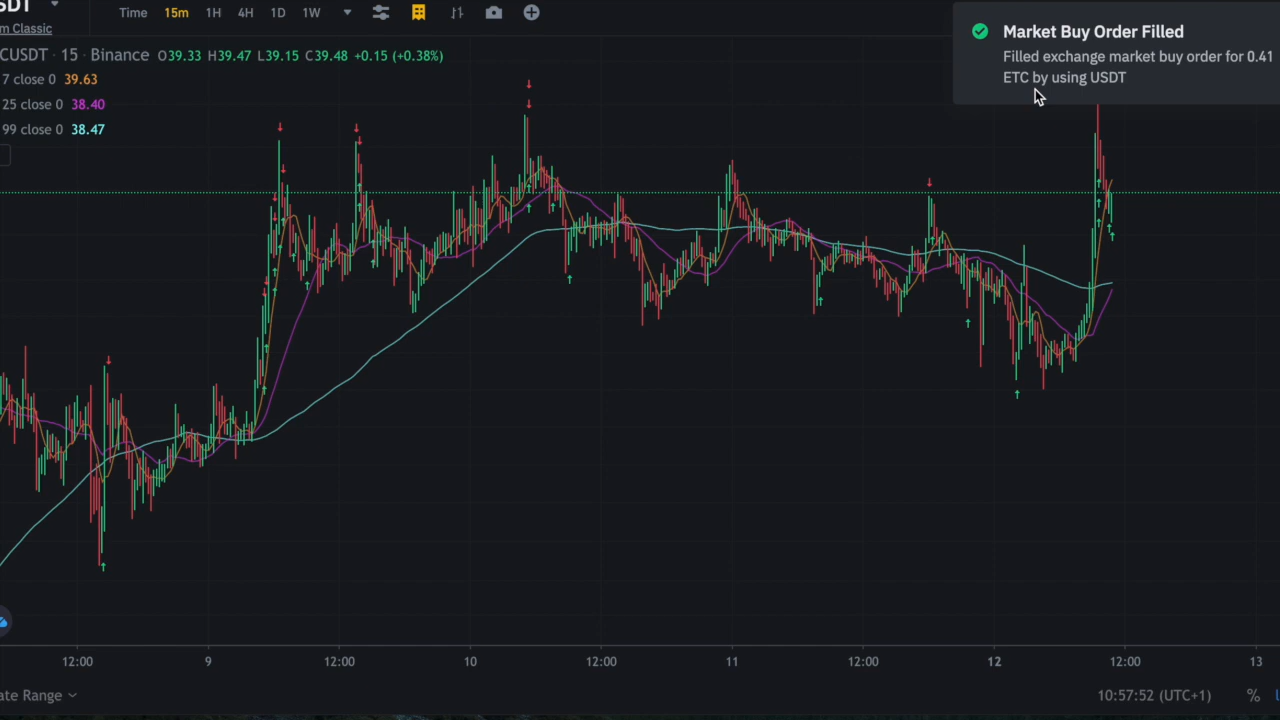 SDT
Time 15m 1H 4H 1D 1W
m Classic
CUSDT · 15 · Binance O39.33 H39.47 L39.15 C39.48 +0.15 (+0.38%)
7 close 0 39.63
25 close 0 38.40
99 close 0 38.47
Market Buy Order Filled
Filled exchange market buy order for 0.41
ETC by using USDT
12:00 9 12:00 10 12:00 11 12:00 12 12:00 13
ate Range 10:57:52 (UTC+1) %